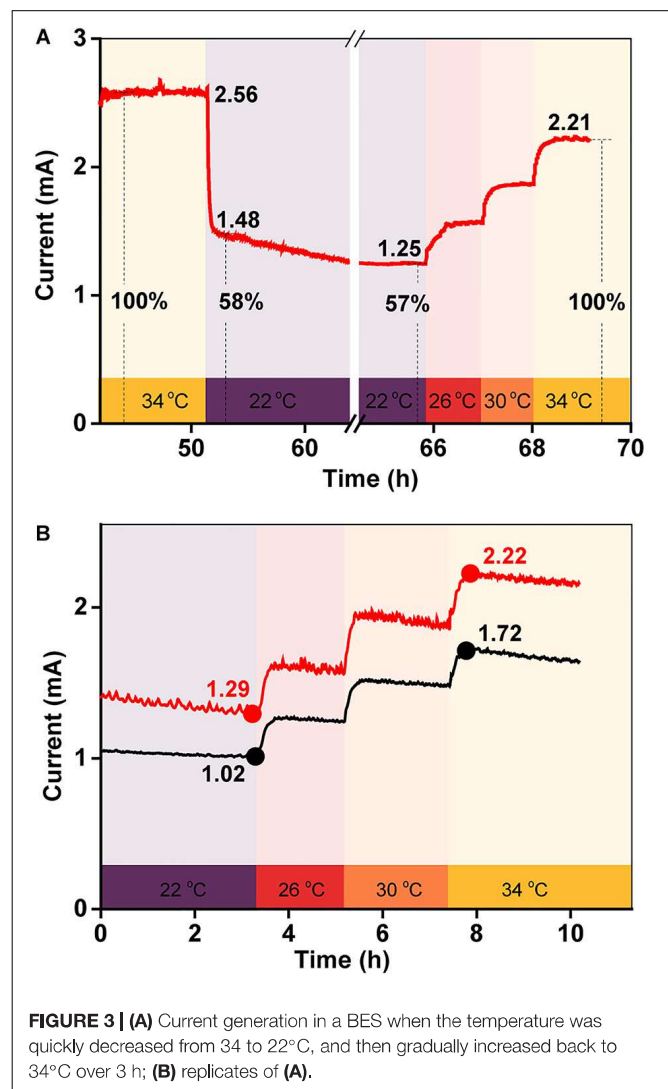 A
3
2
1
0
Current (mA)
2.56
2.21
1.48
1.25
100%
58%
57%
100%
34 °C
22 °C
22 °C
26 °C
30 °C
34 °C
50
60
66
68
70
Time (h)
B
2
1
0
Current (mA)
2.22
1.72
1.29
1.02
22 °C
26 °C
30 °C
34 °C
0
2
4
6
8
10
Time (h)
FIGURE 3 | (A) Current generation in a BES when the temperature was
quickly decreased from 34 to 22°C, and then gradually increased back to
34°C over 3 h; (B) replicates of (A).